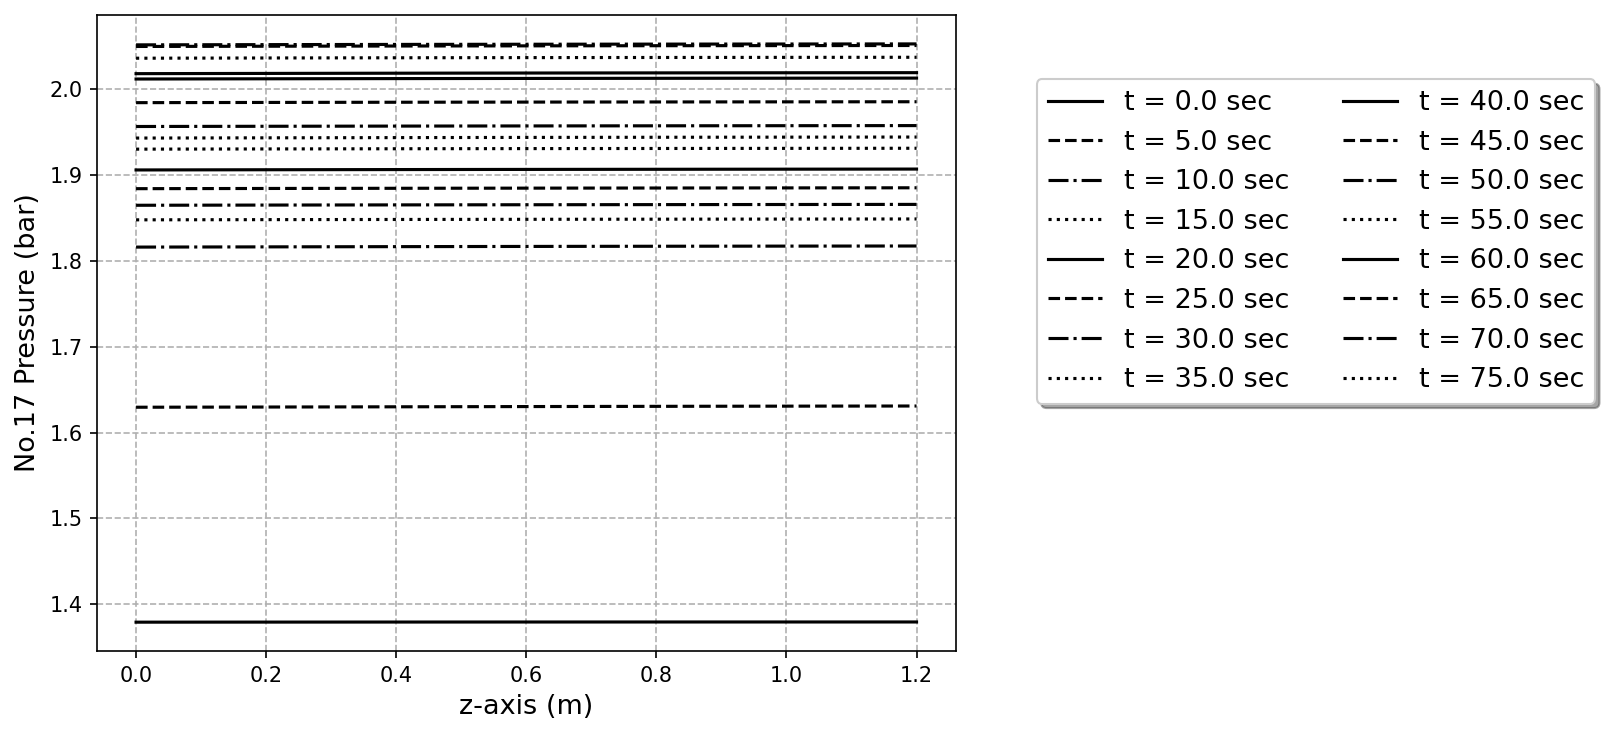 No.17 Pressure (bar)
2.0
1.9
1.8
1.7
1.6
1.5
1.4
0.0 0.2 0.4 0.6 0.8 1.0 1.2
z-axis (m)
t = 0.0 sec
t = 5.0 sec
t = 10.0 sec
t = 15.0 sec
t = 20.0 sec
t = 25.0 sec
t = 30.0 sec
t = 35.0 sec
t = 40.0 sec
t = 45.0 sec
t = 50.0 sec
t = 55.0 sec
t = 60.0 sec
t = 65.0 sec
t = 70.0 sec
t = 75.0 sec